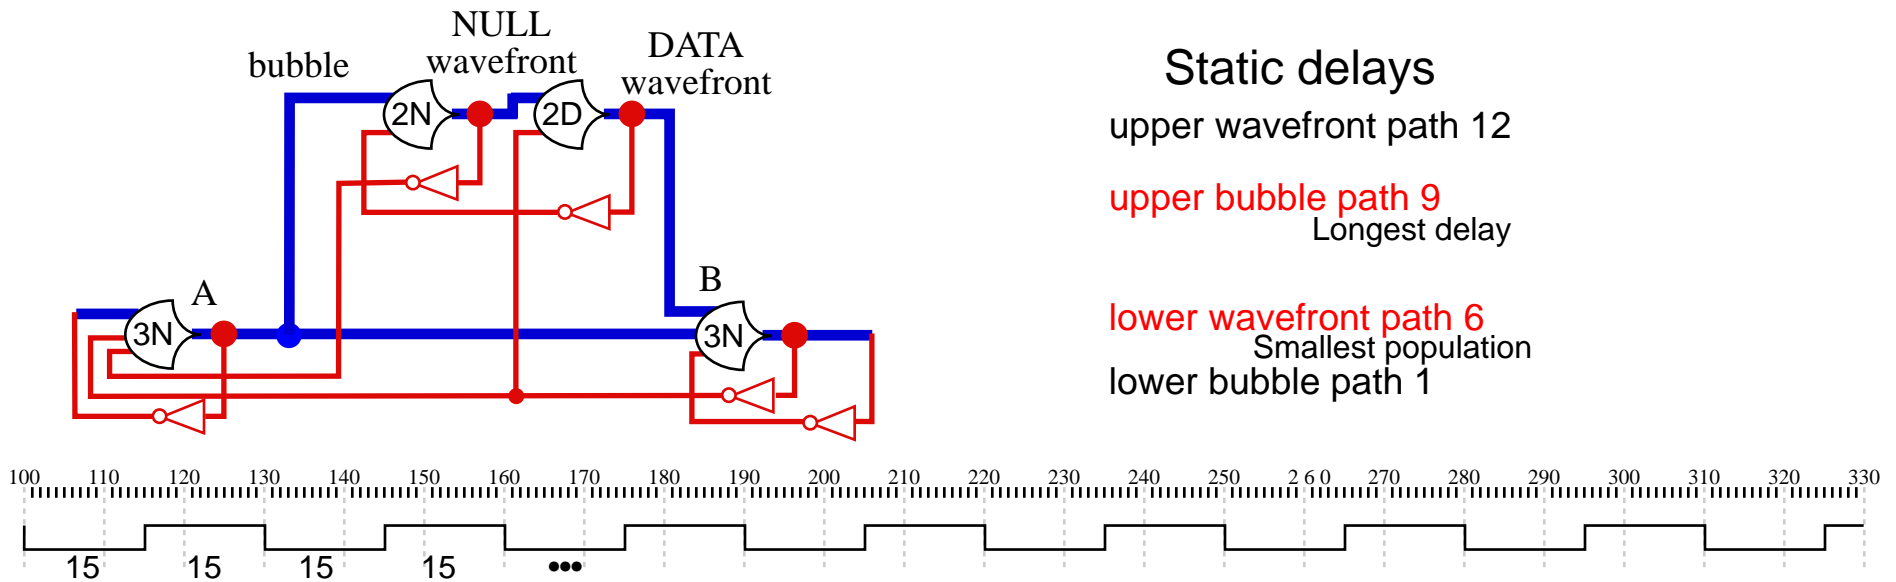 NULL
wavefront
bubble
DATA
wavefront
2N
2D
A
3N
B
3N
Static delays
upper wavefront path 12
upper bubble path 9
Longest delay
lower wavefront path 6
Smallest population
lower bubble path 1
100 110 120 130 140 150 160 170 180 190 200 210 220 230 240 250 2 6 0 270 280 290 300 310 320 330
15 15 15 15 •••